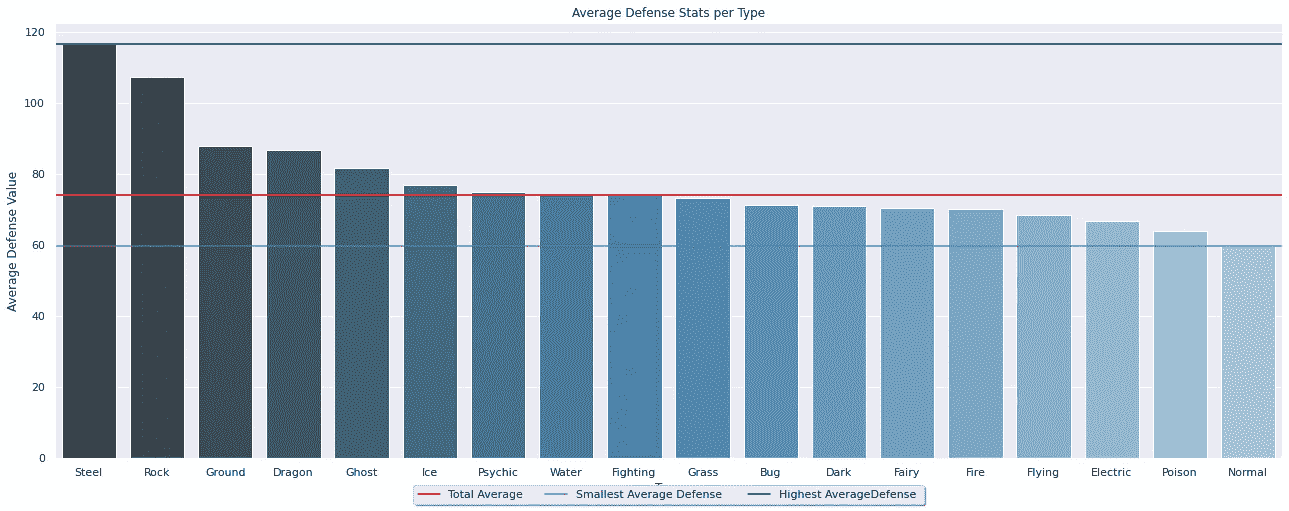 Average Defense Stats per Type
120
100
80
60
40
20
0
Average Defense Value
Steel Rock Ground Dragon Ghost Ice Psychic Water Fighting Grass Bug Dark Fairy Fire Flying Electric Poison Normal
Total Average Smallest Average Defense Highest AverageDefense